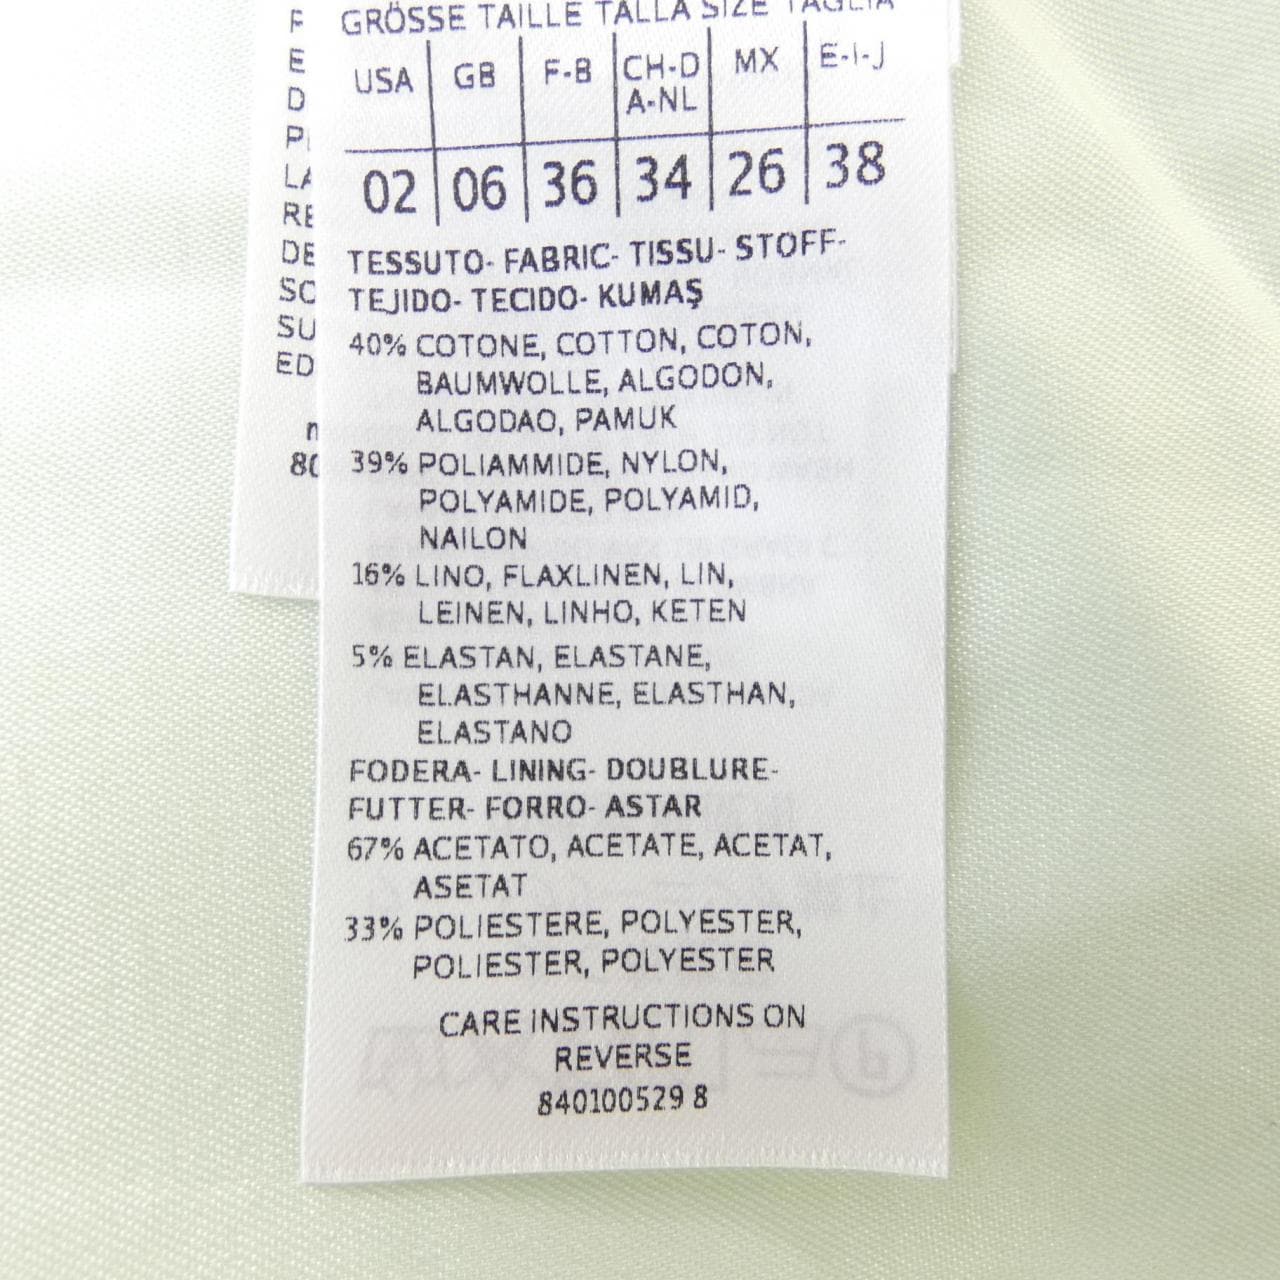 GRÖSSE TAILLE TALLA SIZE TAGLIA
USA GB F-B CH-D A-NL MX E-I-J
02 06 36 34 26 38
TESSUTO- FABRIC- TISSU- STOFF-
TEJIDO- TECIDO- KUMAŞ
40% COTONE, COTTON, COTON,
BAUMWOLLE, ALGODON,
ALGODAO, PAMUK
39% POLIAMMIDE, NYLON,
POLYAMIDE, POLYAMID,
NAILON
16% LINO, FLAXLINEN, LIN,
LEINEN, LINHO, KETEN
5% ELASTAN, ELASTANE,
ELASTHANNE, ELASTHAN,
ELASTANO
FODERA- LINING- DOUBLURE-
FUTTER- FORRO- ASTAR
67% ACETATO, ACETATE, ACETAT,
ASETAT
33% POLIESTERE, POLYESTER,
POLIESTER, POLYESTER
CARE INSTRUCTIONS ON
REVERSE
840100529 8